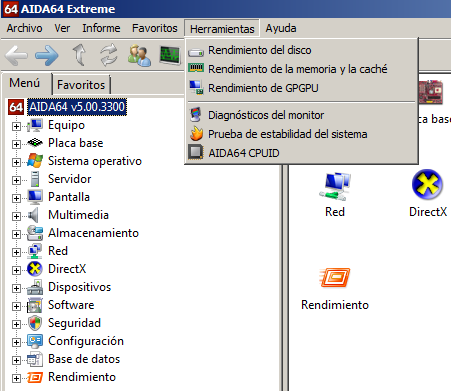 64 AIDA64 Extreme
Archivo Ver Informe Favoritos Herramientas Ayuda
Rendimiento del disco
Rendimiento de la memoria y la caché
Rendimiento de GPGPU
Diagnósticos del monitor
Prueba de estabilidad del sistema
AIDA64 CPUID
Menú Favoritos
64 AIDA64 v5.00.3300
Equipo
Placa base
Sistema operativo
Servidor
Pantalla
Multimedia
Almacenamiento
Red
DirectX
Dispositivos
Software
Seguridad
Configuración
Base de datos
Rendimiento
ca base
Red DirectX
Rendimiento